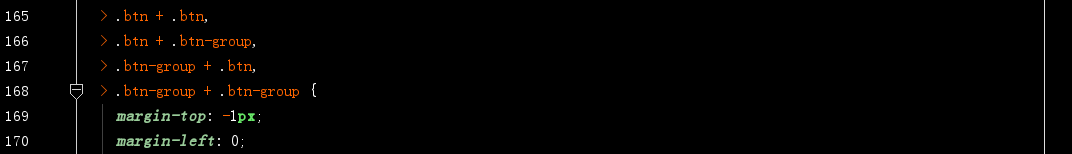 165 > .btn + .btn,
166 > .btn + .btn-group,
167 > .btn-group + .btn,
168 > .btn-group + .btn-group {
169 margin-top: -1px;
170 margin-left: 0;